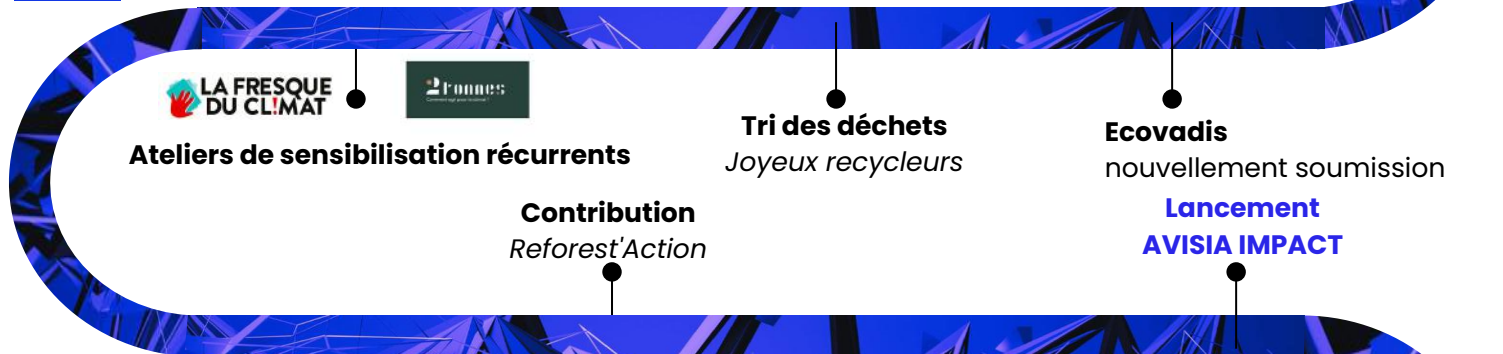 LA FRESQUE
DU CL!MAT
2tonnes
Ateliers de sensibilisation récurrents
Tri des déchets
Joyeux recycleurs
Ecovadis
nouvellement soumission
Contribution
Reforest'Action
Lancement
AVISIA IMPACT